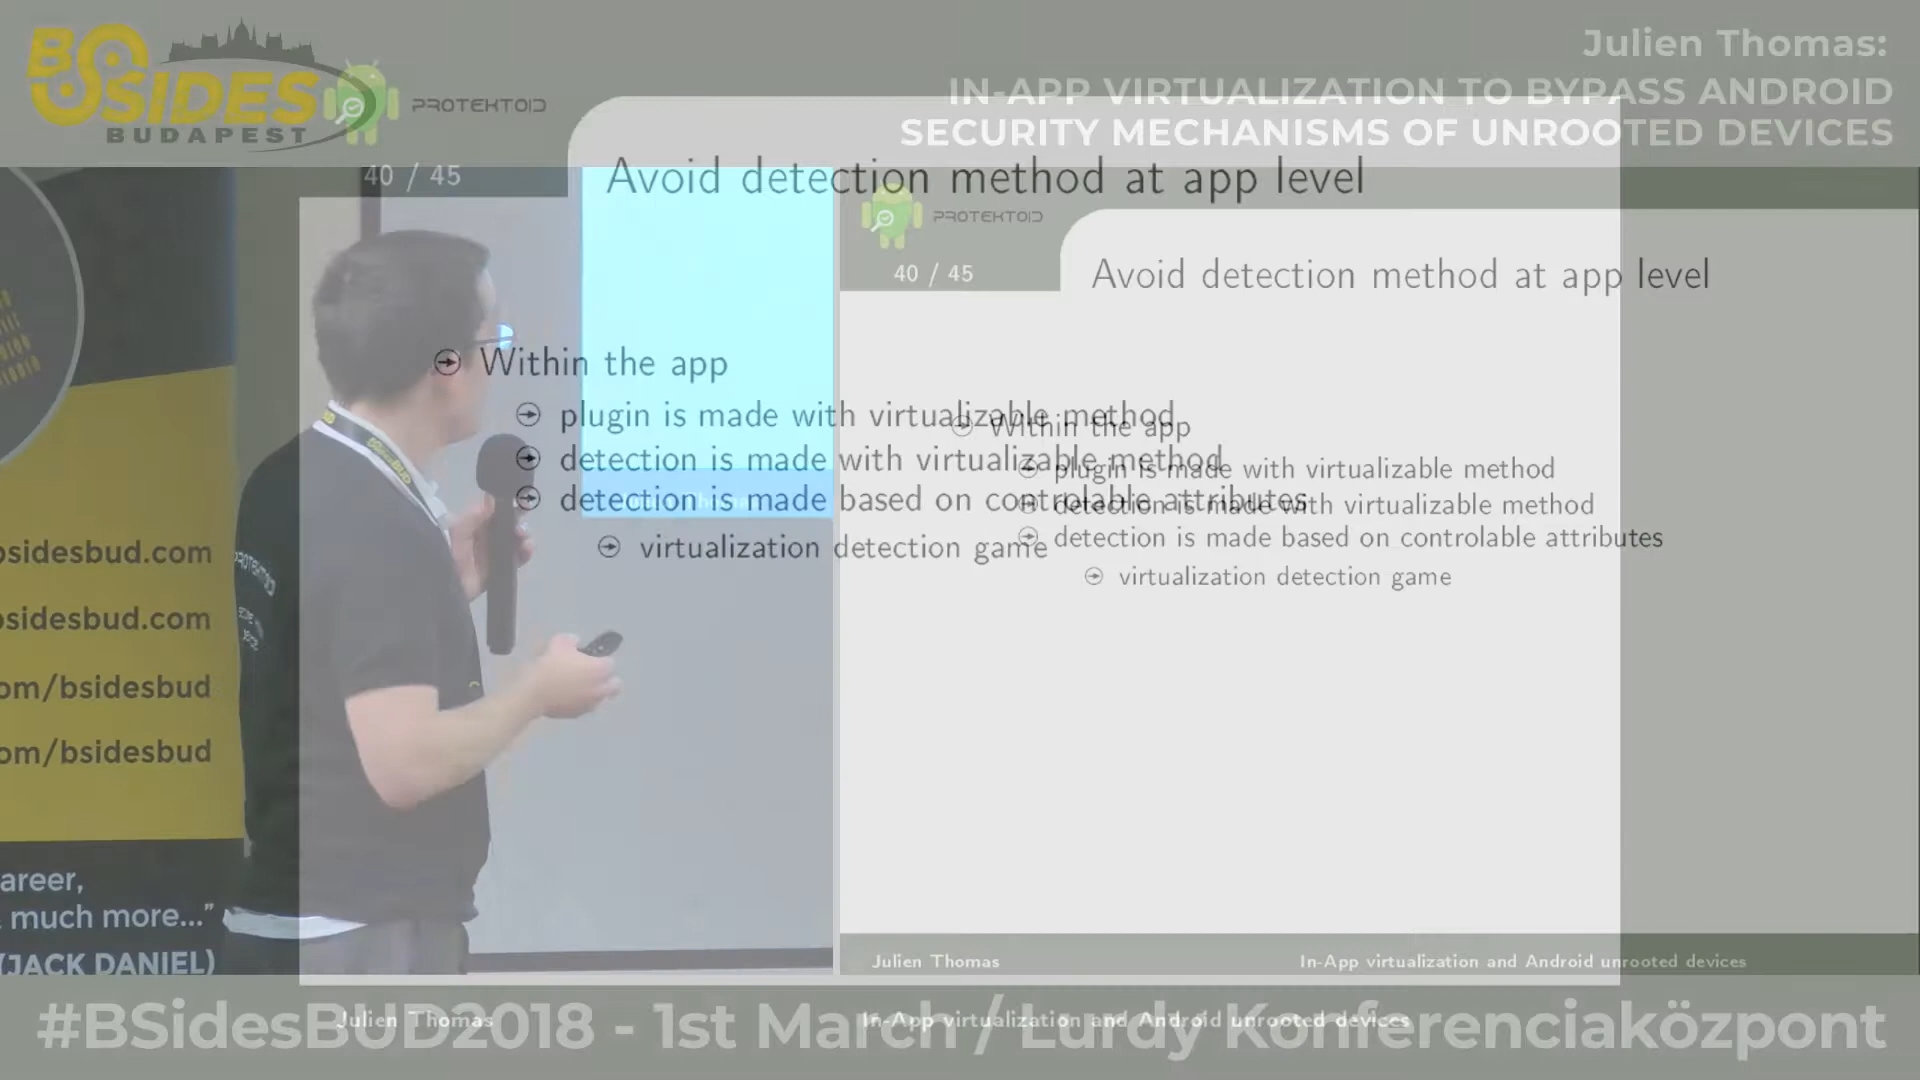 BSIDES
BUDAPEST
PROTEKTOID
Julien Thomas:
IN-APP VIRTUALIZATION TO BYPASS ANDROID
SECURITY MECHANISMS OF UNROOTED DEVICES
40 / 45
Avoid detection method at app level
Within the app
plugin is made with virtualizable method
detection is made with virtualizable method
detection is made based on controlable attributes
virtualization detection game
PROTEKTOID
40 / 45
Avoid detection method at app level
Within the app
plugin is made with virtualizable method
detection is made with virtualizable method
detection is made based on controlable attributes
virtualization detection game
Julien Thomas
In-App virtualization and Android unrooted devices
bsidesbud.com
bsidesbud.com
om/bsidesbud
om/bsidesbud
areer,
much more..."
(JACK DANIEL)
Julien Thomas
In-App virtualization and Android unrooted devices
#BSidesBUD2018 - 1st March / Lurdy Konferenciaközpont